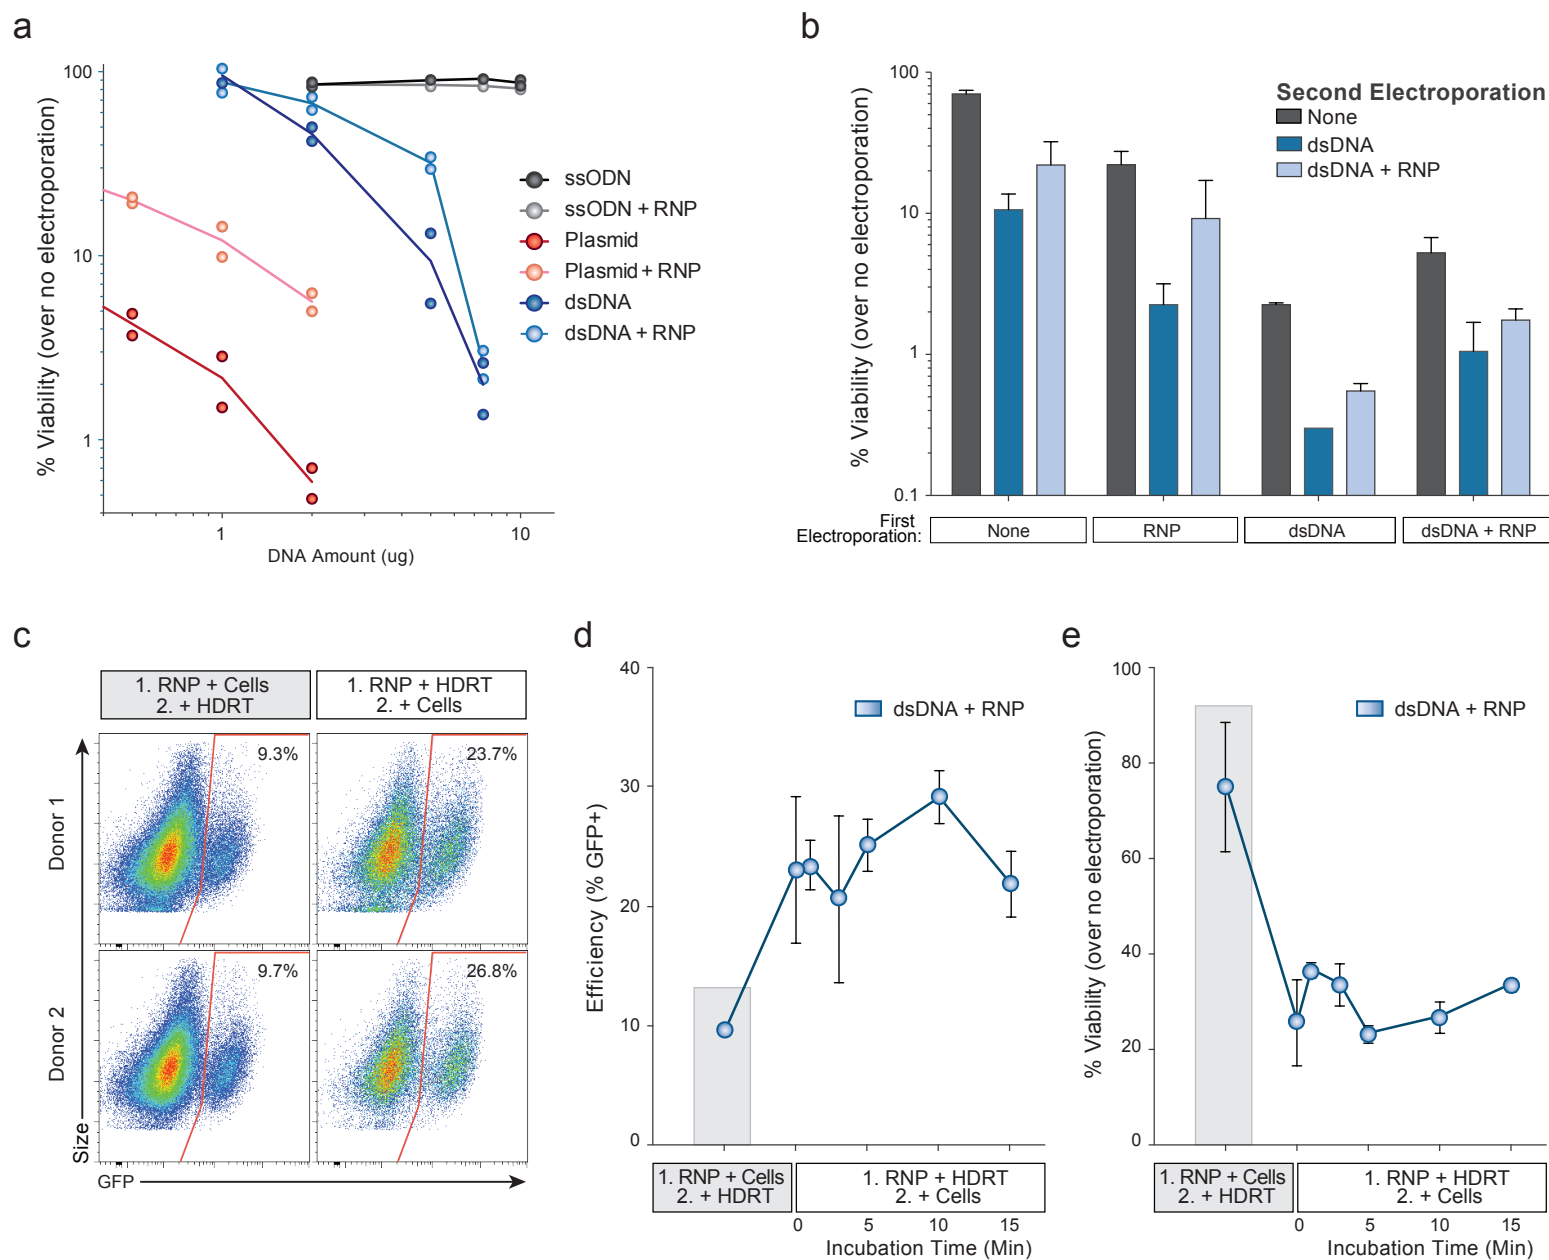 a
% Viability (over no electroporation)
100
10
1
1
10
DNA Amount (ug)
ssODN
ssODN + RNP
Plasmid
Plasmid + RNP
dsDNA
dsDNA + RNP
b
% Viability (over no electroporation)
100
10
1
0.1
Second Electroporation
None
dsDNA
dsDNA + RNP
First
Electroporation:
None
RNP
dsDNA
dsDNA + RNP
c
1. RNP + Cells
2. + HDRT
1. RNP + HDRT
2. + Cells
Donor 1
9.3%
23.7%
Donor 2
9.7%
26.8%
Size
GFP
d
Efficiency (% GFP+)
40
30
20
10
0
dsDNA + RNP
1. RNP + Cells
2. + HDRT
1. RNP + HDRT
2. + Cells
0
5
10
15
Incubation Time (Min)
e
% Viability (over no electroporation)
100
80
60
40
20
0
dsDNA + RNP
1. RNP + Cells
2. + HDRT
1. RNP + HDRT
2. + Cells
0
5
10
15
Incubation Time (Min)